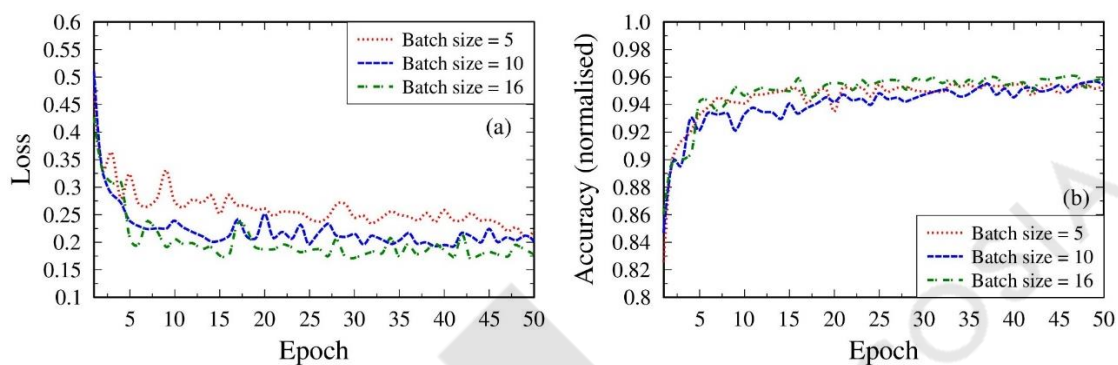 0.6
0.55
0.5
0.45
0.4
0.35
0.3
0.25
0.2
0.15
0.1
Loss
5 10 15 20 25 30 35 40 45 50
Epoch
Batch size = 5
Batch size = 10
Batch size = 16
(a)
1.0
0.98
0.96
0.94
0.92
0.9
0.88
0.86
0.84
0.82
0.8
Accuracy (normalised)
5 10 15 20 25 30 35 40 45 50
Epoch
(b)
Batch size = 5
Batch size = 10
Batch size = 16
OSIA